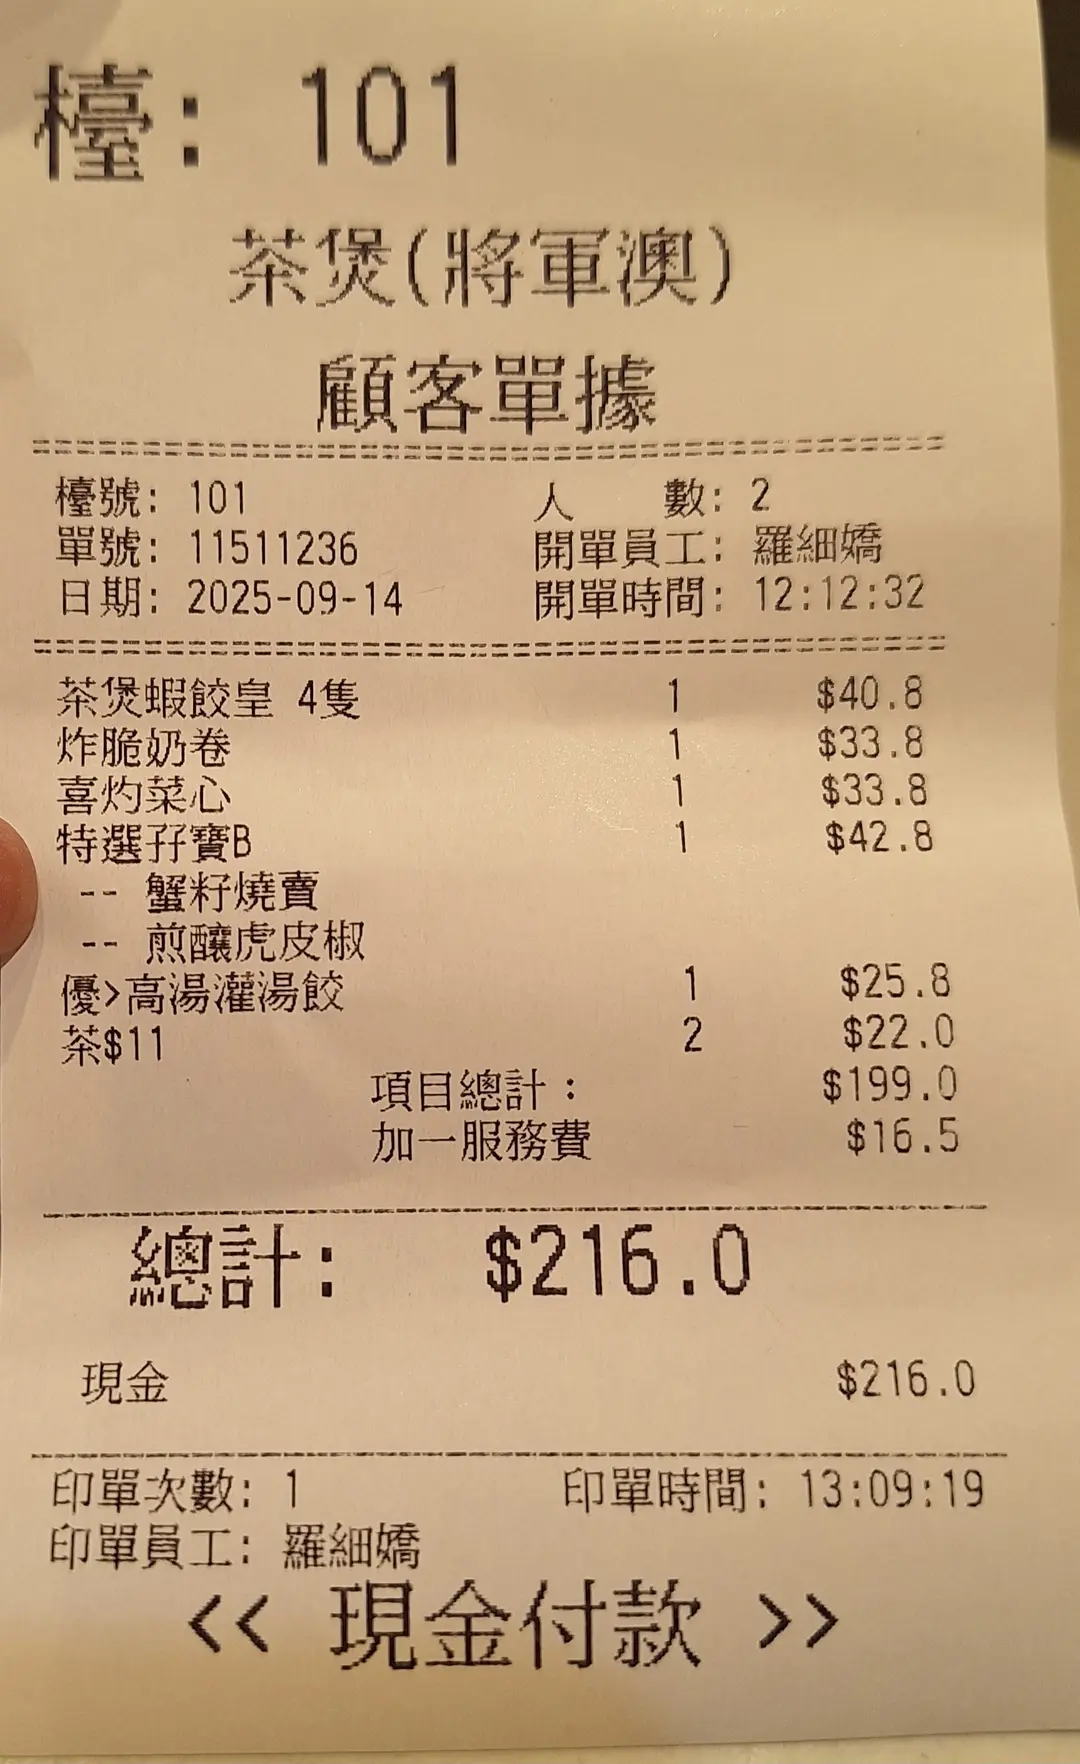 檯: 101
茶煲(將軍澳)
顧客單據
檯號: 101 人 數: 2
單號: 11511236 開單員工: 羅細嬌
日期: 2025-09-14 開單時間: 12:12:32
茶煲蝦餃皇 4隻 1 $40.8
炸脆奶卷 1 $33.8
喜灼菜心 1 $33.8
特選孖寶B 1 $42.8
-- 蟹籽燒賣
-- 煎釀虎皮椒
優>高湯灌湯餃 1 $25.8
茶$11 2 $22.0
項目總計: $199.0
加一服務費 $16.5
總計: $216.0
現金 $216.0
印單次數: 1 印單時間: 13:09:19
印單員工: 羅細嬌
<< 現金付款 >>